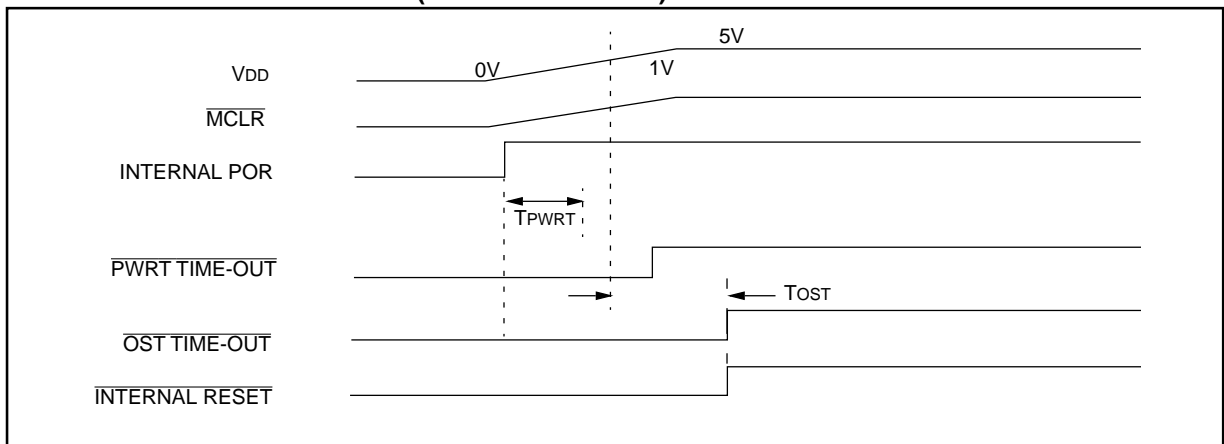 5V
VDD 0V 1V
MCLR
INTERNAL POR
TPWRT
PWRT TIME-OUT
TOST
OST TIME-OUT
INTERNAL RESET